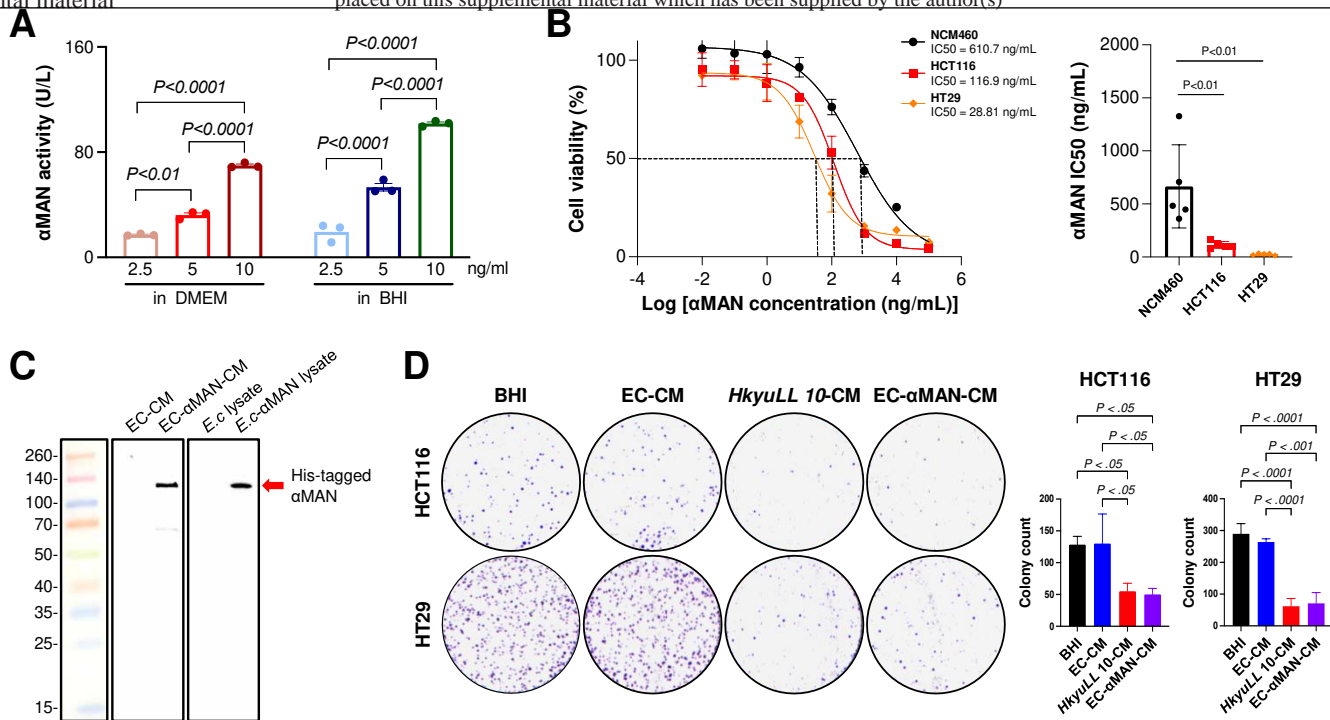 placed on this supplemental material which has been supplied by the author(s)
A
αMAN activity (U/L)
160
80
0
P<0.0001
P<0.0001
P<0.01
P<0.0001
P<0.0001
P<0.0001
2.5 5 10 2.5 5 10 ng/ml
in DMEM in BHI
B
Cell viability (%)
100
50
0
-4 -2 0 2 4 6
Log [αMAN concentration (ng/mL)]
NCM460
IC50 = 610.7 ng/mL
HCT116
IC50 = 116.9 ng/mL
HT29
IC50 = 28.81 ng/mL
αMAN IC50 (ng/mL)
2000
1500
1000
500
0
P<0.01
P<0.01
NCM460
HCT116
HT29
C
EC-CM
EC-αMAN-CM
E.c lysate
E.c-αMAN lysate
260-
140-
100-
70-
50-
40-
35-
25-
15-
His-tagged
αMAN
D
BHI EC-CM HkyuLL 10-CM EC-αMAN-CM
HCT116
HT29
HCT116
P < .05
P < .05
P < .05
P < .05
Colony count
200
150
100
50
0
BHI
EC-CM
HkyuLL 10-CM
EC-αMAN-CM
HT29
P < .0001
P < .001
P < .0001
P < .0001
Colony count
400
300
200
100
0
BHI
EC-CM
HkyuLL 10-CM
EC-αMAN-CM